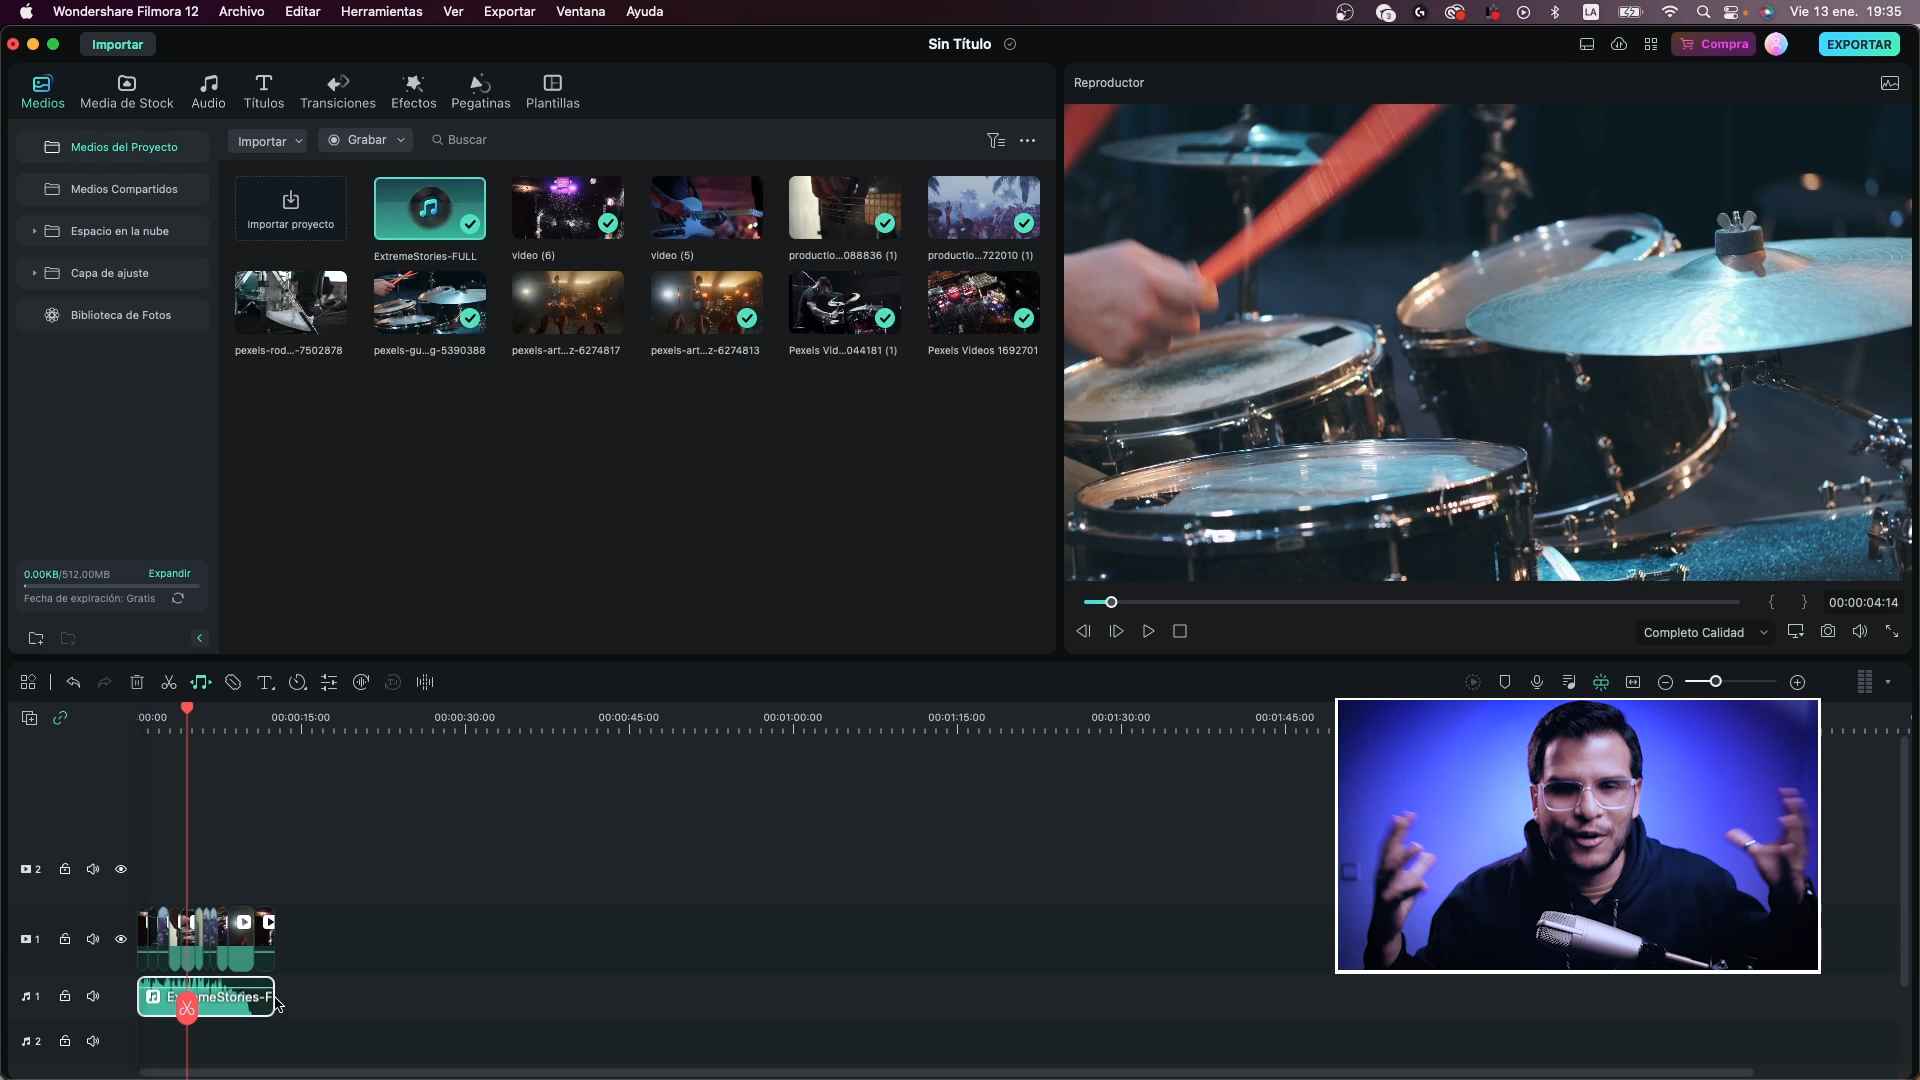 Wondershare Filmora 12 Archivo Editar Herramientas Ver Exportar Ventana Ayuda
3 LA Vie 13 ene. 19:35
Importar Sin Título Compra EXPORTAR
Medios Media de Stock Audio Títulos Transiciones Efectos Pegatinas Plantillas
Reproductor
Importar Grabar Buscar
Medios del Proyecto
Medios Compartidos
Espacio en la nube
Capa de ajuste
Biblioteca de Fotos
Importar proyecto
ExtremeStories-FULL video (6) video (5) productio...088836 (1) productio...722010 (1)
pexels-rod...-7502878 pexels-gu...g-5390388 pexels-art...z-6274817 pexels-art...z-6274813 Pexels Vid...044181 (1) Pexels Videos 1692701
0.00KB/512.00MB Expandir
Fecha de expiración: Gratis
{ } 00:00:04:14
Completo Calidad
:00:00 00:00:15:00 00:00:30:00 00:00:45:00 00:01:00:00 00:01:15:00 00:01:30:00 00:01:45:00
2
1
1
2